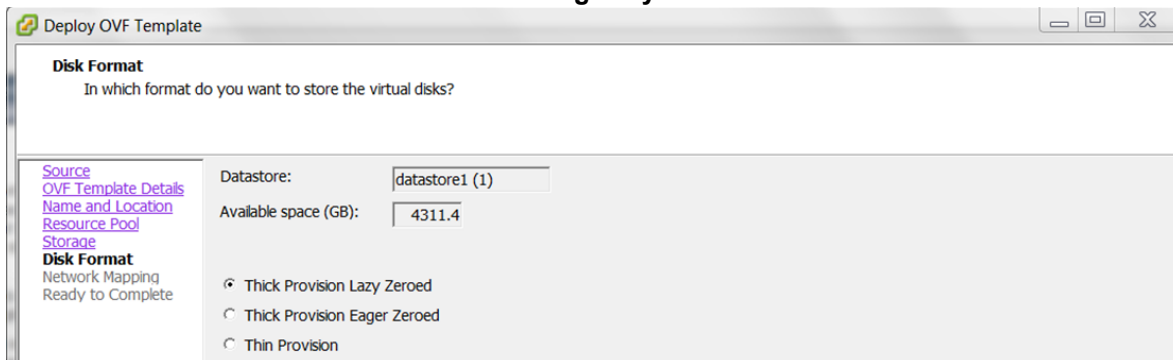 Deploy OVF Template
Disk Format
In which format do you want to store the virtual disks?
Source
OVF Template Details
Name and Location
Resource Pool
Storage
Disk Format
Network Mapping
Ready to Complete
Datastore: datastore1 (1)
Available space (GB): 4311.4
Thick Provision Lazy Zeroed
Thick Provision Eager Zeroed
Thin Provision